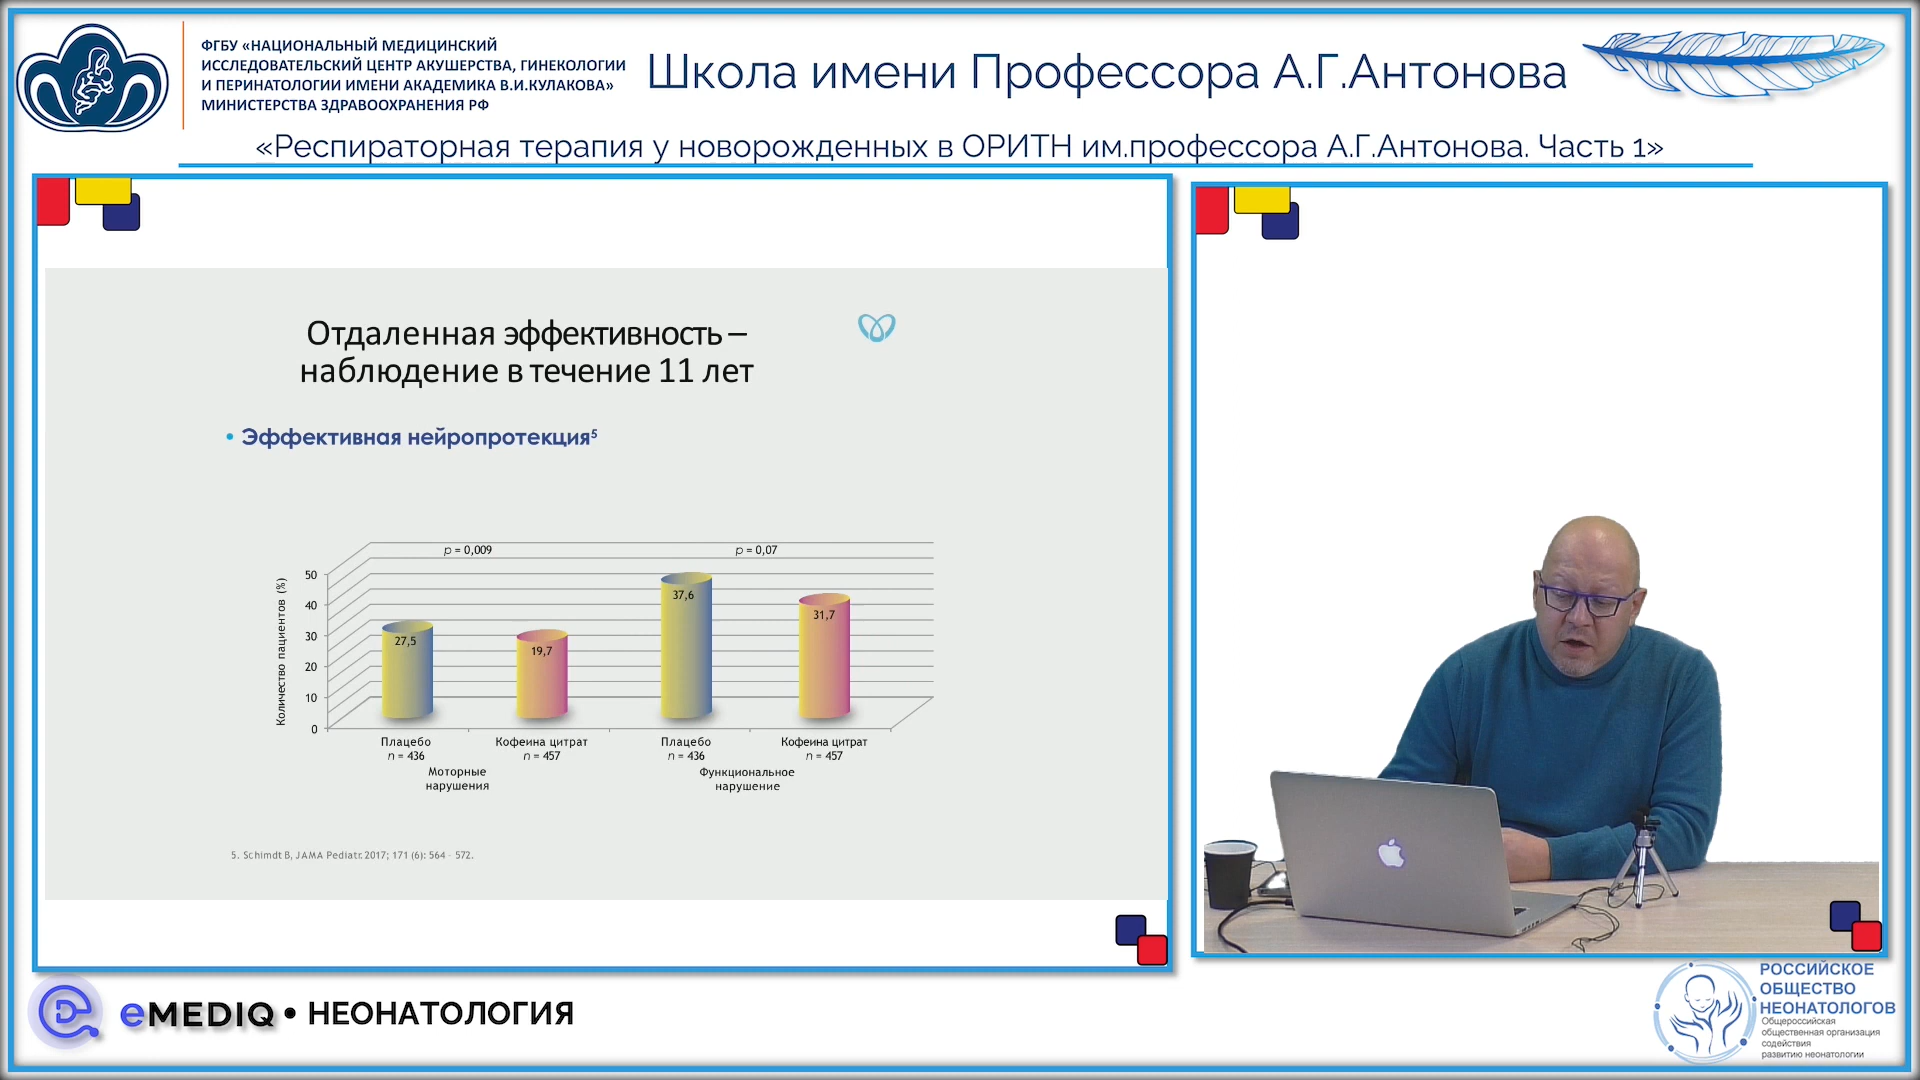 ФГБУ «НАЦИОНАЛЬНЫЙ МЕДИЦИНСКИЙ
ИССЛЕДОВАТЕЛЬСКИЙ ЦЕНТР АКУШЕРСТВА, ГИНЕКОЛОГИИ
И ПЕРИНАТОЛОГИИ ИМЕНИ АКАДЕМИКА В.И.КУЛАКОВА»
МИНИСТЕРСТВА ЗДРАВООХРАНЕНИЯ РФ
Школа имени Профессора А.Г.Антонова
«Респираторная терапия у новорожденных в ОРИТН им.профессора А.Г.Антонова. Часть 1»
Отдаленная эффективность –
наблюдение в течение 11 лет
• Эффективная нейропротекция⁵
p = 0,009
p = 0,07
Количество пациентов (%)
50
40
30
20
10
0
27,5
19,7
37,6
31,7
Плацебо
n = 436
Кофеина цитрат
n = 457
Плацебо
n = 436
Кофеина цитрат
n = 457
Моторные
нарушения
Функциональное
нарушение
5. Schimdt B, JAMA Pediatr. 2017; 171 (6): 564 - 572.
eMEDIQ • НЕОНАТОЛОГИЯ
РОССИЙСКОЕ
ОБЩЕСТВО
НЕОНАТОЛОГОВ
Общероссийская
общественная организация
содействия
развитию неонатологии